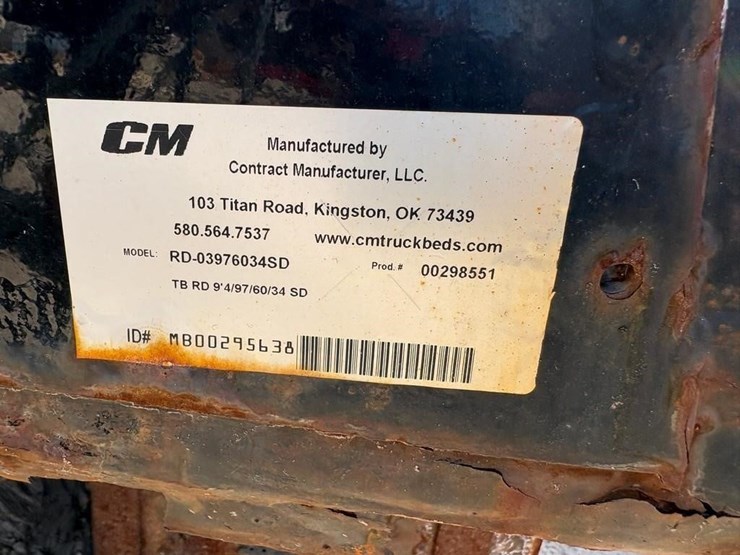 CM
Manufactured by
Contract Manufacturer, LLC.
103 Titan Road, Kingston, OK 73439
580.564.7537 www.cmtruckbeds.com
MODEL: RD-03976034SD Prod. # 00298551
TB RD 9'4/97/60/34 SD
ID# MB00295638